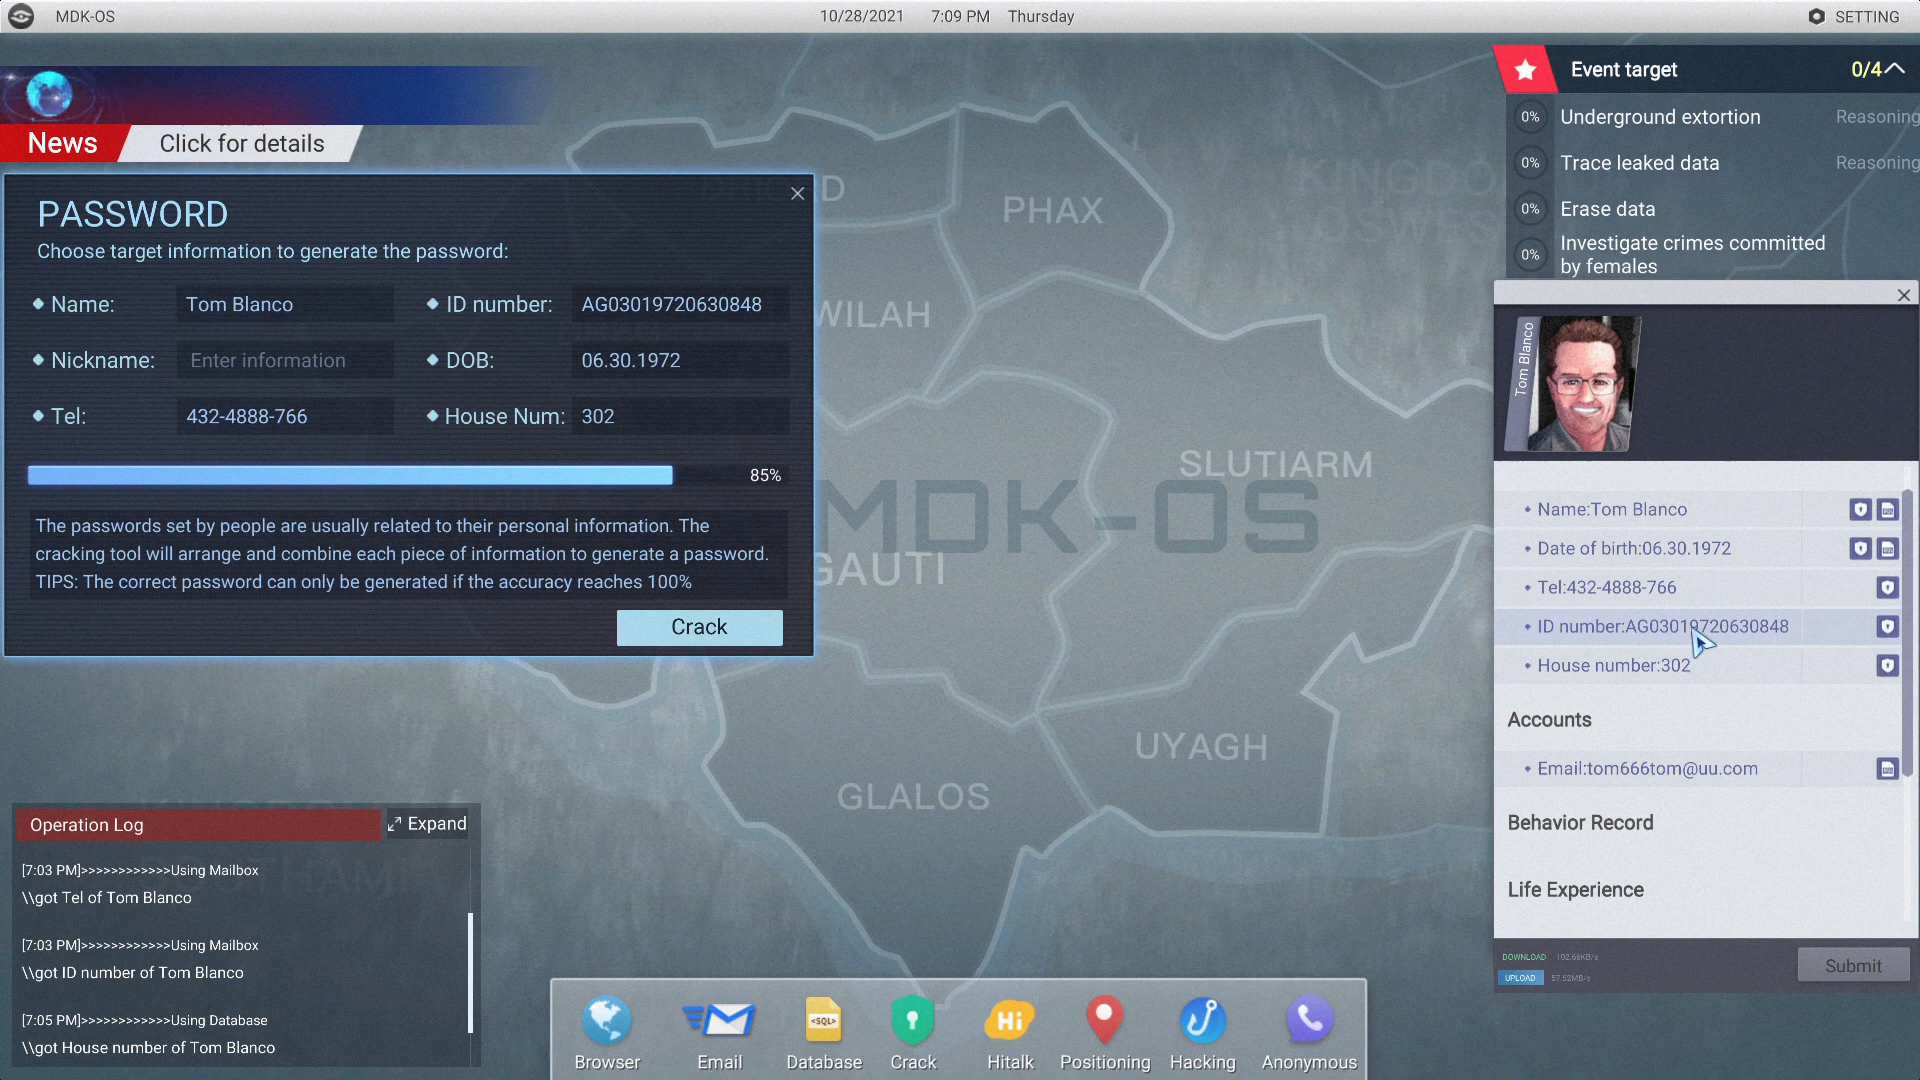 MDK-OS
10/28/2021 7:09 PM Thursday
SETTING
News
Click for details
PASSWORD
Choose target information to generate the password:
Name: Tom Blanco
ID number: AG03019720630848
Nickname: Enter information
DOB: 06.30.1972
Tel: 432-4888-766
House Num: 302
85%
The passwords set by people are usually related to their personal information. The
cracking tool will arrange and combine each piece of information to generate a password.
TIPS: The correct password can only be generated if the accuracy reaches 100%
Crack
PHAX
WILAH
SLUTIARM
MDK-OS
GAUTI
UYAGH
GLALOS
Event target 0/4
0% Underground extortion Reasoning
0% Trace leaked data Reasoning
0% Erase data
0% Investigate crimes committed
by females
Tom Blanco
Name:Tom Blanco
Date of birth:06.30.1972
Tel:432-4888-766
ID number:AG03019720630848
House number:302
Accounts
Email:tom666tom@uu.com
Behavior Record
Life Experience
DOWNLOAD 102.66KB/s
UPLOAD 57.52MB/s
Submit
Operation Log
Expand
[7:03 PM]>>>>>>>>>>>>Using Mailbox
\\got Tel of Tom Blanco
[7:03 PM]>>>>>>>>>>>>Using Mailbox
\\got ID number of Tom Blanco
[7:05 PM]>>>>>>>>>>>>Using Database
\\got House number of Tom Blanco
<SQL>
Hi
Browser
Email
Database
Crack
Hitalk
Positioning
Hacking
Anonymous